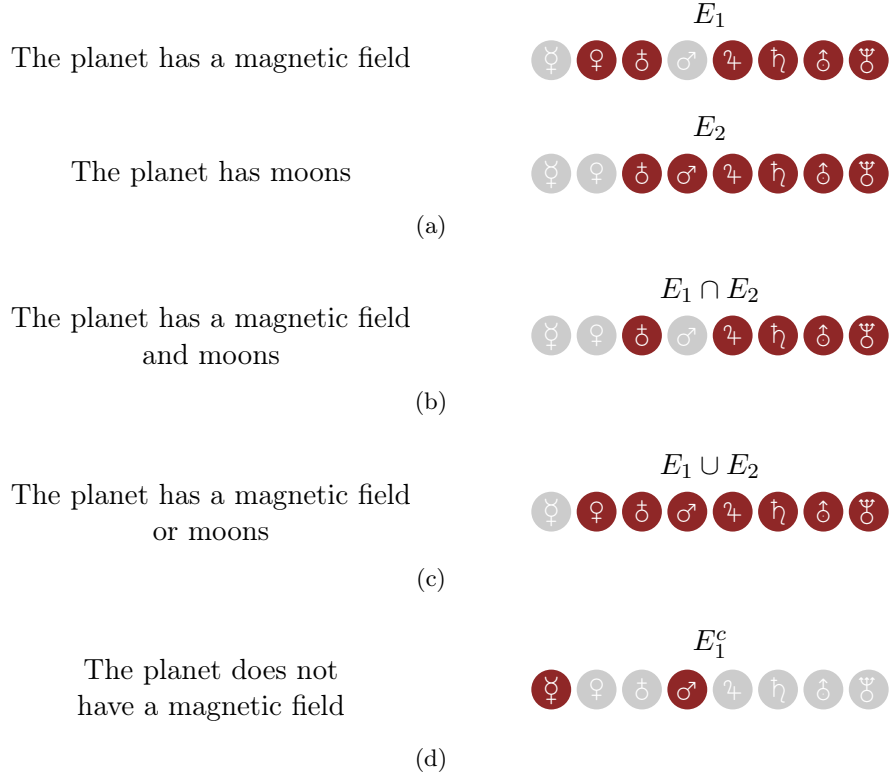 E₁
The planet has a magnetic field
☿ ♀ ♁ ♂ ♃ ♄ ⛢ ♆
E₂
The planet has moons
☿ ♀ ♁ ♂ ♃ ♄ ⛢ ♆
(a)
E₁ ∩ E₂
The planet has a magnetic field
and moons
☿ ♀ ♁ ♂ ♃ ♄ ⛢ ♆
(b)
E₁ ∪ E₂
The planet has a magnetic field
or moons
☿ ♀ ♁ ♂ ♃ ♄ ⛢ ♆
(c)
E₁ᶜ
The planet does not
have a magnetic field
☿ ♀ ♁ ♂ ♃ ♄ ⛢ ♆
(d)